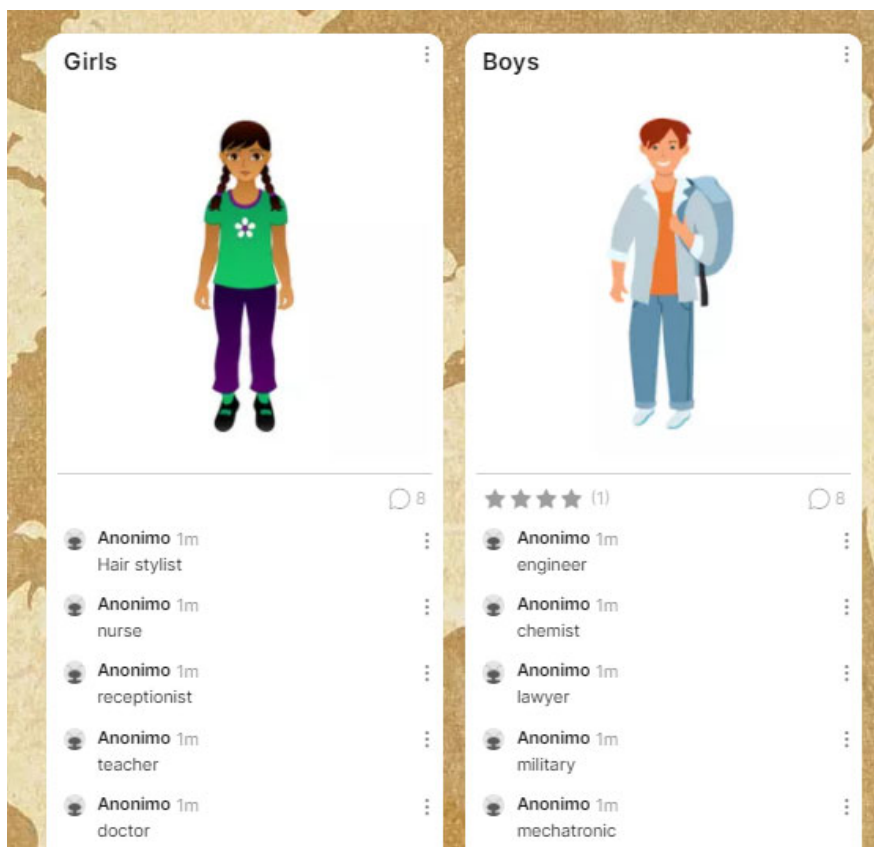 Girls
8
Anonimo 1m
Hair stylist
Anonimo 1m
nurse
Anonimo 1m
receptionist
Anonimo 1m
teacher
Anonimo 1m
doctor
Boys
(1)
8
Anonimo 1m
engineer
Anonimo 1m
chemist
Anonimo 1m
lawyer
Anonimo 1m
military
Anonimo 1m
mechatronic